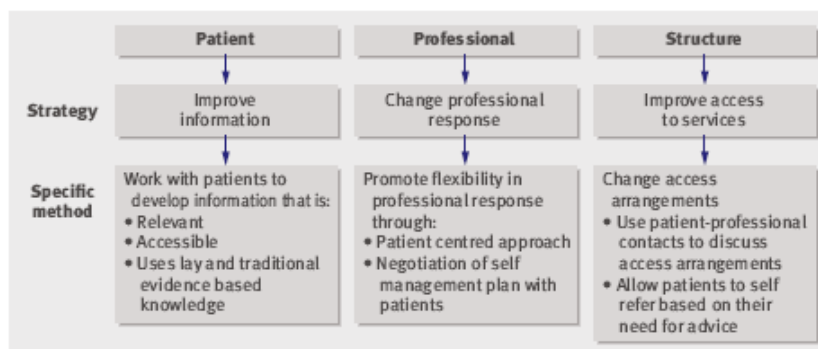 Patient
Professional
Structure
Strategy
Improve
information
Change professional
response
Improve access
to services
Specific
method
Work with patients to
develop information that is:
• Relevant
• Accessible
• Uses lay and traditional
evidence based
knowledge
Promote flexibility in
professional response
through:
• Patient centred approach
• Negotiation of self
management plan with
patients
Change access
arrangements
• Use patient-professional
contacts to discuss
access arrangements
• Allow patients to self
refer based on their
need for advice